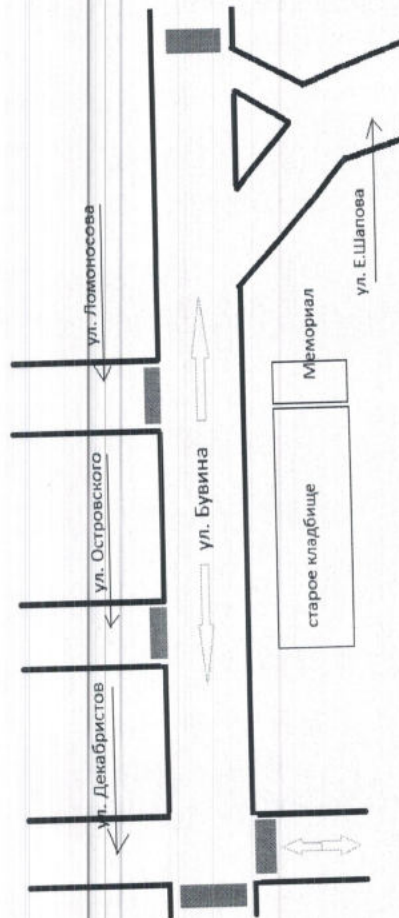 ул. Декабристов
ул. Островского
ул. Ломоносова
ул. Бувина
старое кладбище
Мемориал
ул. Е.Шапова